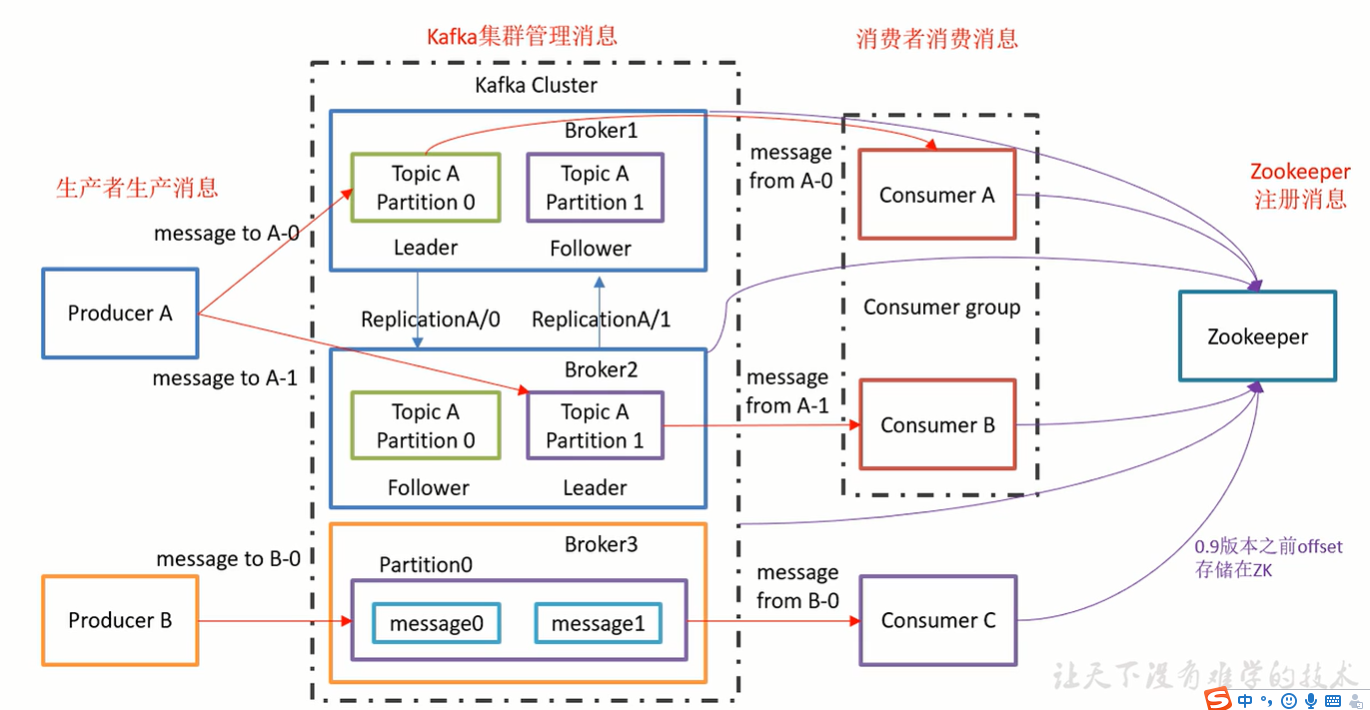 Kafka集群管理消息
消费者消费消息
Kafka Cluster
Broker1
Topic A
Partition 0
Topic A
Partition 1
Leader
Follower
message
from A-0
Consumer A
Zookeeper
注册消息
生产者生产消息
message to A-0
Producer A
message to A-1
ReplicationA/0
ReplicationA/1
Consumer group
Zookeeper
Broker2
Topic A
Partition 0
Topic A
Partition 1
Follower
Leader
message
from A-1
Consumer B
message to B-0
Producer B
Broker3
Partition0
message0
message1
message
from B-0
Consumer C
0.9版本之前offset
存储在ZK
让天下没有难学的技术
S中